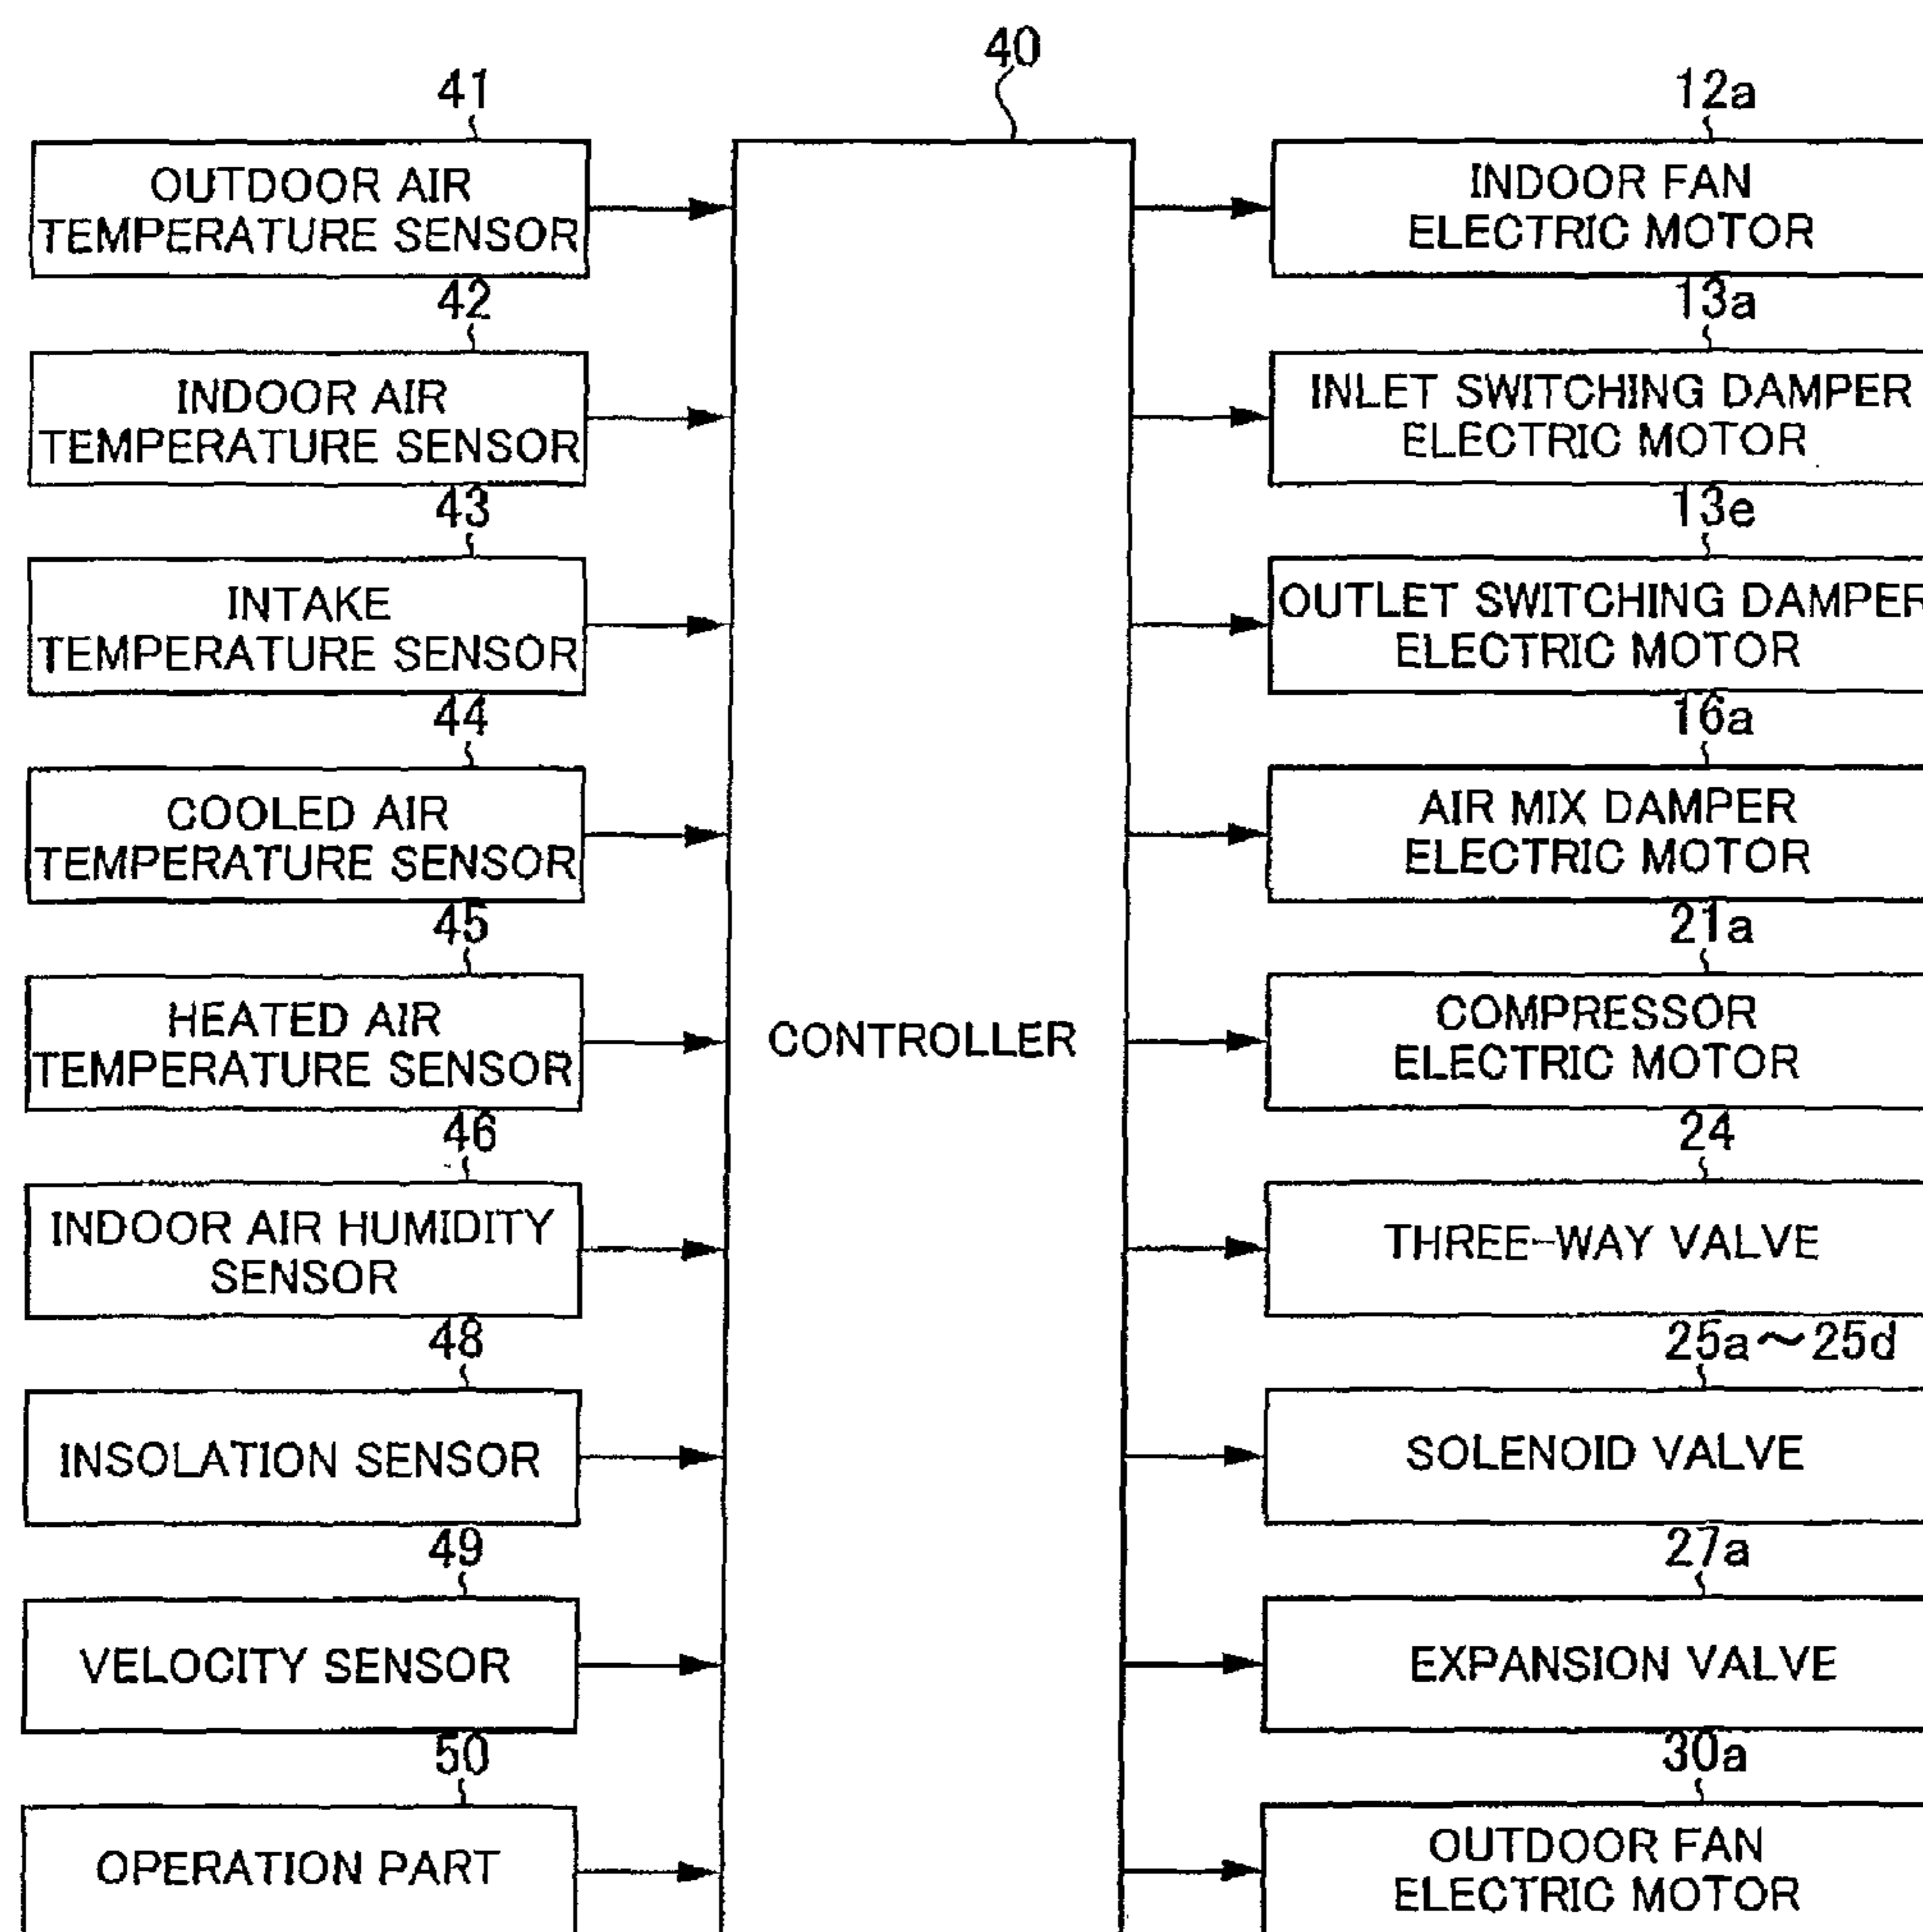 40
41
OUTDOOR AIR
TEMPERATURE SENSOR
42
INDOOR AIR
TEMPERATURE SENSOR
43
INTAKE
TEMPERATURE SENSOR
44
COOLED AIR
TEMPERATURE SENSOR
45
HEATED AIR
TEMPERATURE SENSOR
46
INDOOR AIR HUMIDITY
SENSOR
48
INSOLATION SENSOR
49
VELOCITY SENSOR
50
OPERATION PART
CONTROLLER
12a
INDOOR FAN
ELECTRIC MOTOR
13a
INLET SWITCHING DAMPER
ELECTRIC MOTOR
13e
OUTLET SWITCHING DAMPER
ELECTRIC MOTOR
16a
AIR MIX DAMPER
ELECTRIC MOTOR
21a
COMPRESSOR
ELECTRIC MOTOR
24
THREE-WAY VALVE
25a～25d
SOLENOID VALVE
27a
EXPANSION VALVE
30a
OUTDOOR FAN
ELECTRIC MOTOR